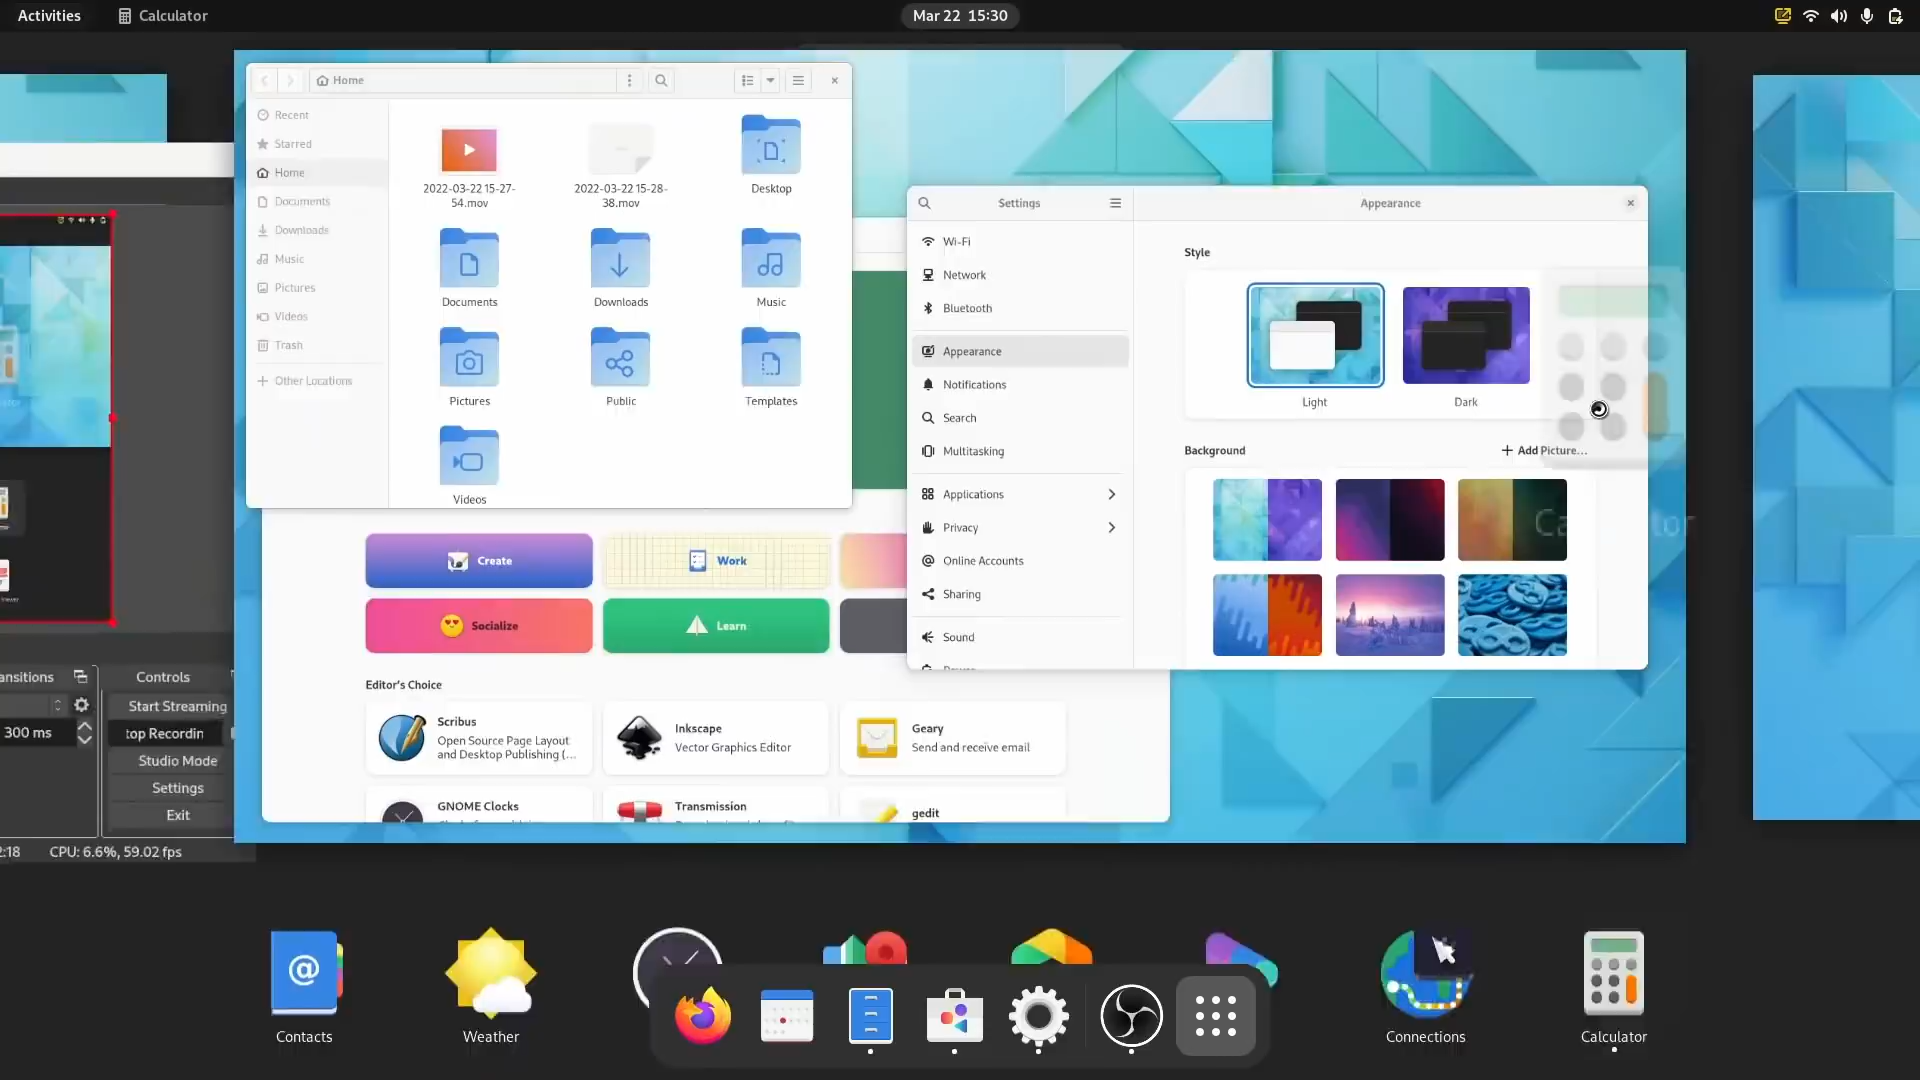 Activities
Calculator
Mar 22 15:30
Home
Recent
Starred
Home
Documents
Downloads
Music
Pictures
Videos
Trash
Other Locations
2022-03-22 15-27-
54.mov
2022-03-22 15-28-
38.mov
Desktop
Documents
Downloads
Music
Pictures
Public
Templates
Videos
Settings
Appearance
Wi-Fi
Network
Bluetooth
Appearance
Notifications
Search
Multitasking
Applications
Privacy
Online Accounts
Sharing
Sound
Style
Light
Dark
Background
Add Picture...
Create
Work
Socialize
Learn
Editor's Choice
Scribus
Open Source Page Layout
and Desktop Publishing (...
Inkscape
Vector Graphics Editor
Geary
Send and receive email
GNOME Clocks
Transmission
gedit
ansitions
Controls
Start Streaming
300 ms
top Recordin
Studio Mode
Settings
Exit
2:18
CPU: 6.6%, 59.02 fps
Contacts
Weather
Connections
Calculator